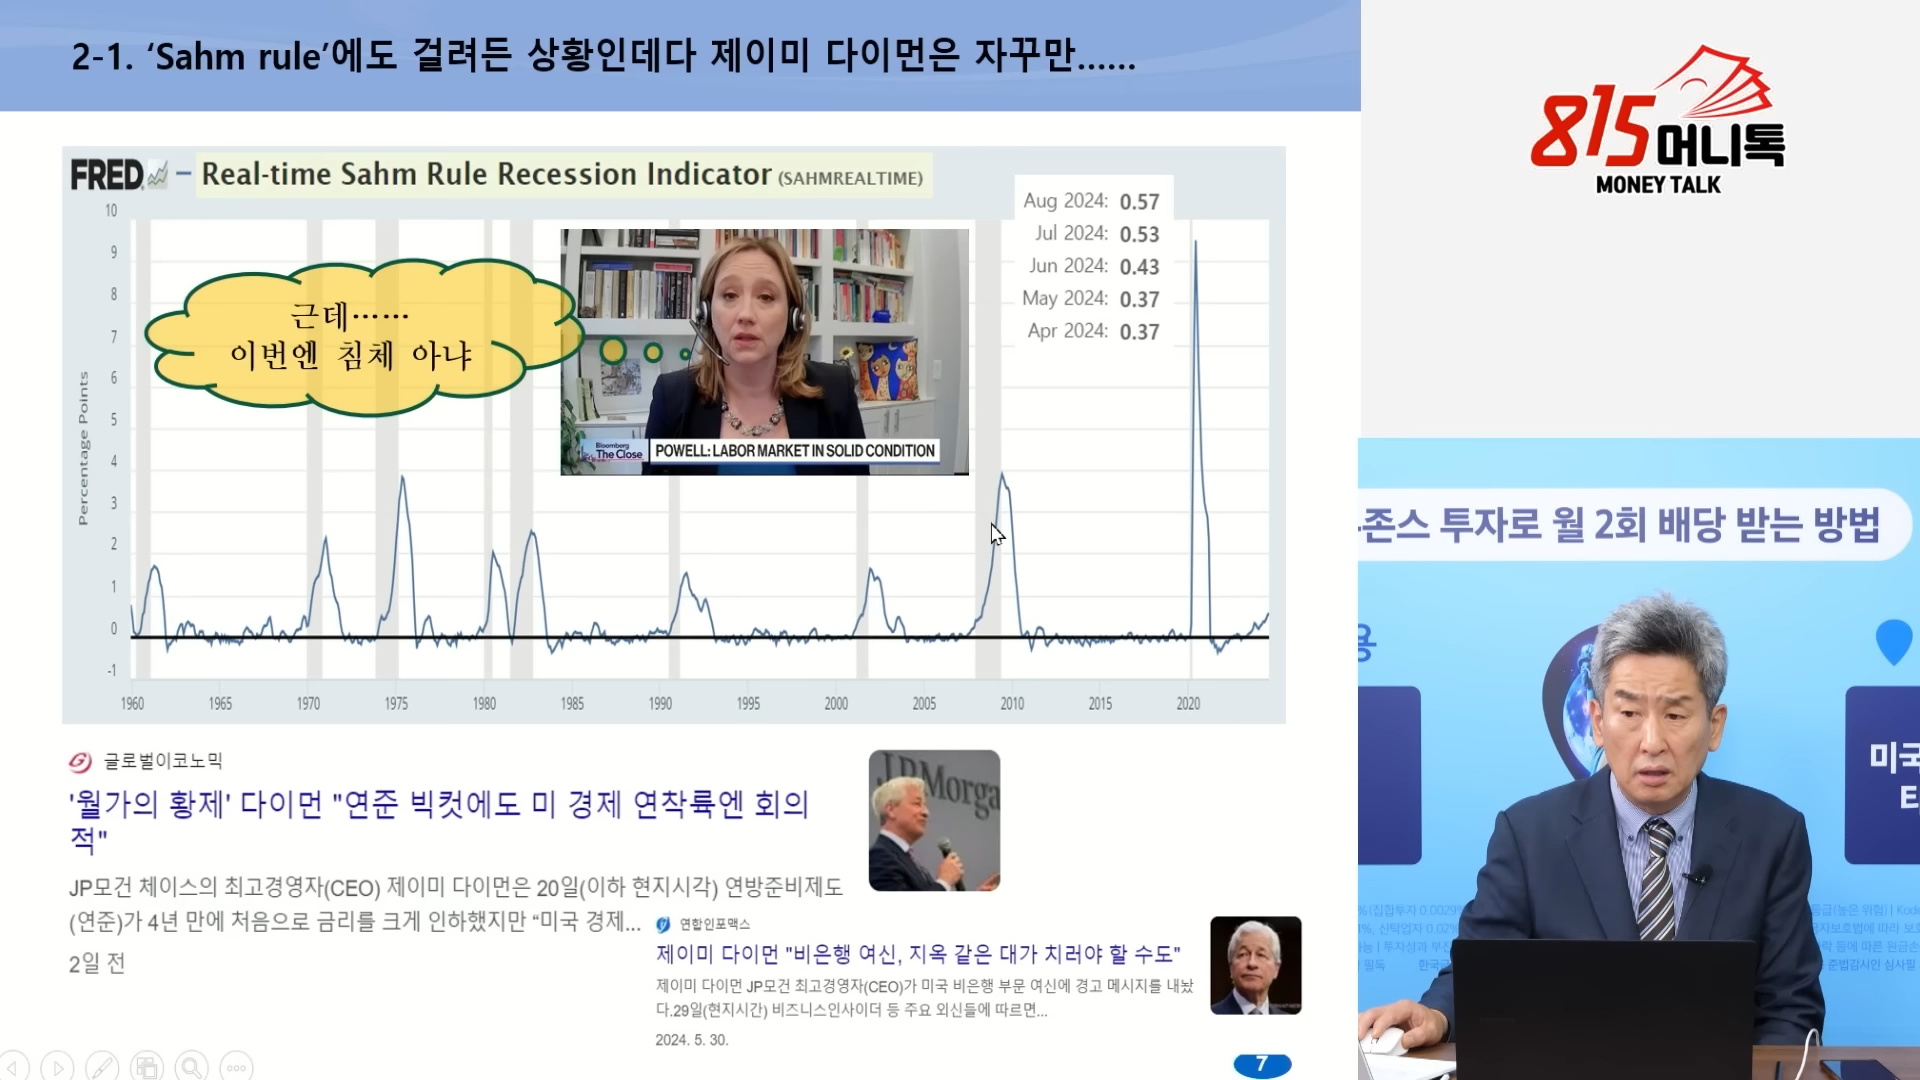 2-1. ‘Sahm rule’에도 걸려든 상황인데다 제이미 다이먼은 자꾸만......
FRED – Real-time Sahm Rule Recession Indicator (SAHMREALTIME)
Aug 2024: 0.57
Jul 2024: 0.53
Jun 2024: 0.43
May 2024: 0.37
Apr 2024: 0.37
근데……
이번엔 침체 아냐
Bloomberg
The Close
POWELL: LABOR MARKET IN SOLID CONDITION
Percentage Points
10
9
8
7
6
5
4
3
2
1
0
-1
1960 1965 1970 1975 1980 1985 1990 1995 2000 2005 2010 2015 2020
글로벌이코노믹
'월가의 황제' 다이먼 "연준 빅컷에도 미 경제 연착륙엔 회의
적"
JP모건 체이스의 최고경영자(CEO) 제이미 다이먼은 20일(이하 현지시각) 연방준비제도
(연준)가 4년 만에 처음으로 금리를 크게 인하했지만 “미국 경제...
2일 전
JPMorga
연합인포맥스
제이미 다이먼 "비은행 여신, 지옥 같은 대가 치러야 할 수도"
제이미 다이먼 JP모건 최고경영자(CEO)가 미국 비은행 부문 여신에 경고 메시지를 내놨
다.29일(현지시간) 비즈니스인사이더 등 주요 외신들에 따르면...
2024. 5. 30.
7
815머니톡
MONEY TALK
존스 투자로 월 2회 배당 받는 방법
용
미국
필독
준법감시인 심사필